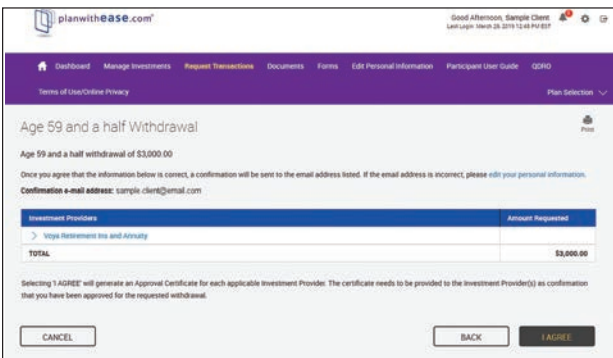 planwithease.com®
Good Afternoon, Sample Client
Last Login: March 28, 2019 12:48 PM EST
Dashboard Manage Investments Request Transactions Documents Forms Edit Personal Information Participant User Guide QDRO
Terms of Use/Online Privacy Plan Selection
Age 59 and a half Withdrawal
Print
Age 59 and a half withdrawal of $3,000.00
Once you agree that the information below is correct, a confirmation will be sent to the email address listed. If the email address is incorrect, please edit your personal information.
Confirmation e-mail address: sample.client@email.com
Investment Providers Amount Requested
> Voya Retirement Ins and Annuity
TOTAL $3,000.00
Selecting 'I AGREE' will generate an Approval Certificate for each applicable Investment Provider. The certificate needs to be provided to the Investment Provider(s) as confirmation
that you have been approved for the requested withdrawal.
CANCEL BACK I AGREE